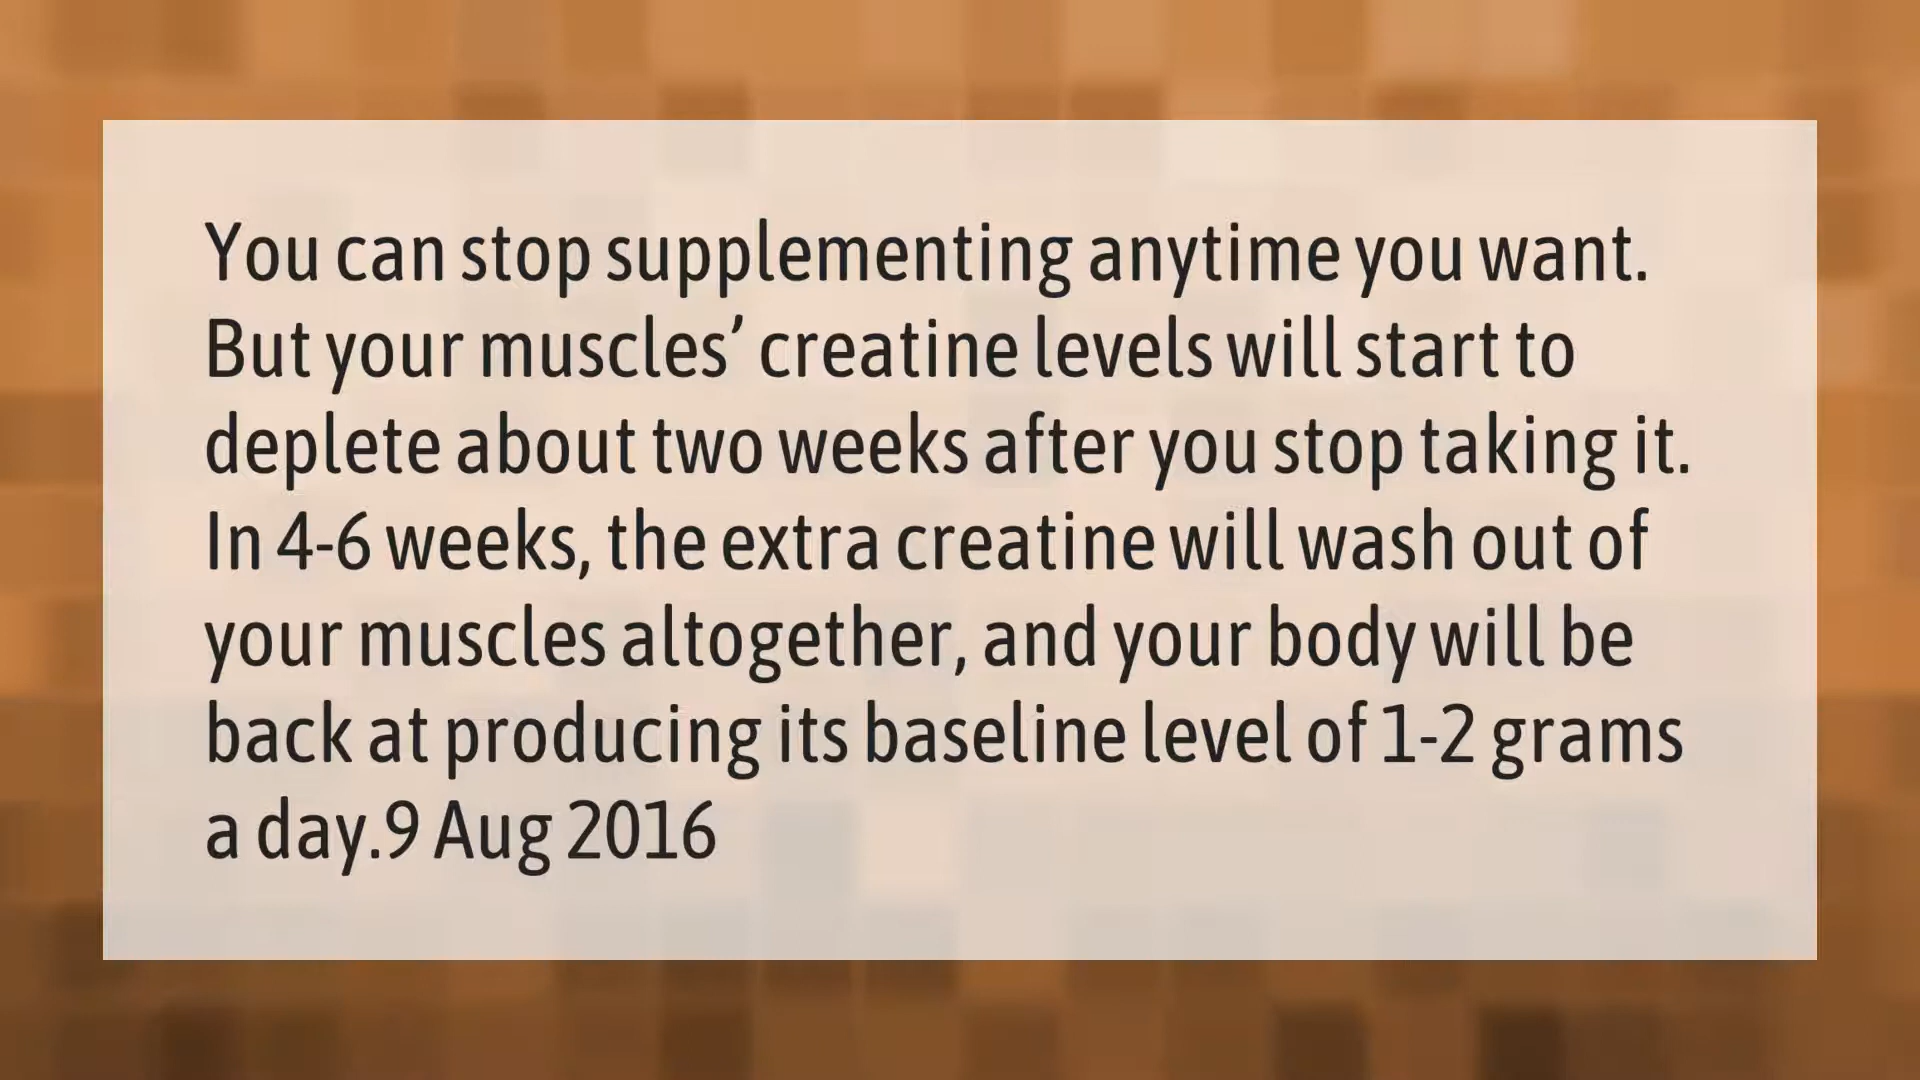 You can stop supplementing anytime you want.
But your muscles’ creatine levels will start to
deplete about two weeks after you stop taking it.
In 4-6 weeks, the extra creatine will wash out of
your muscles altogether, and your body will be
back at producing its baseline level of 1-2 grams
a day.9 Aug 2016